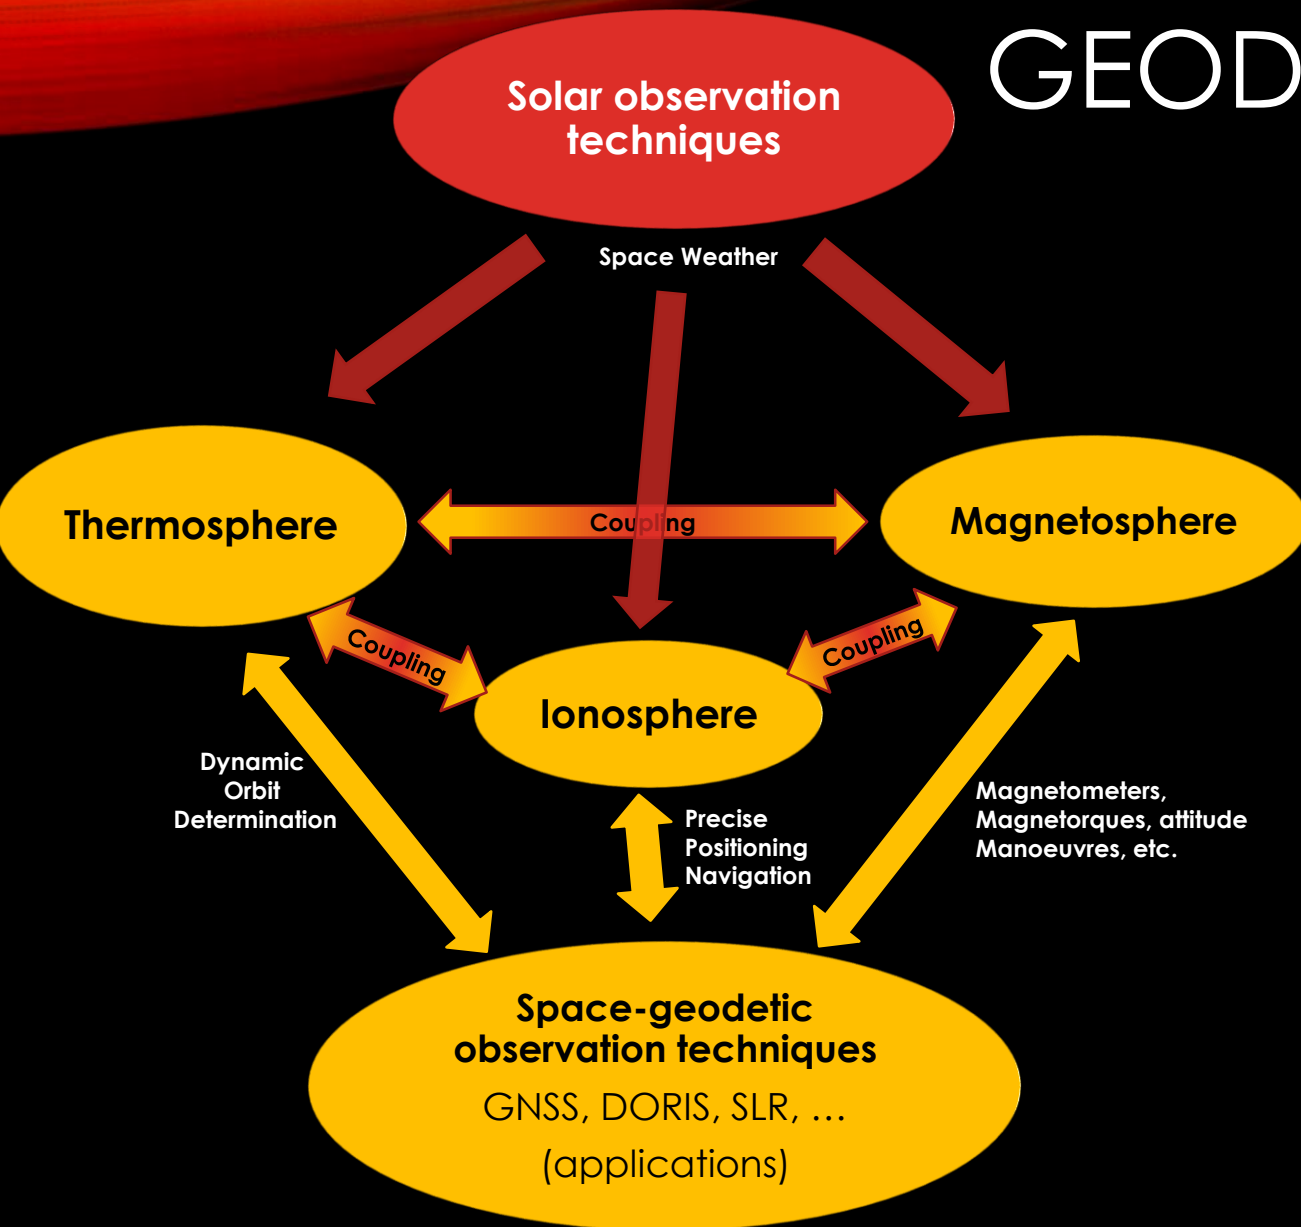 GEOD
Solar observation
techniques
Space Weather
Thermosphere
Coupling
Magnetosphere
Coupling
Coupling
Ionosphere
Dynamic
Orbit
Determination
Precise
Positioning
Navigation
Magnetometers,
Magnetorques, attitude
Manoeuvres, etc.
Space-geodetic
observation techniques
GNSS, DORIS, SLR, …
(applications)